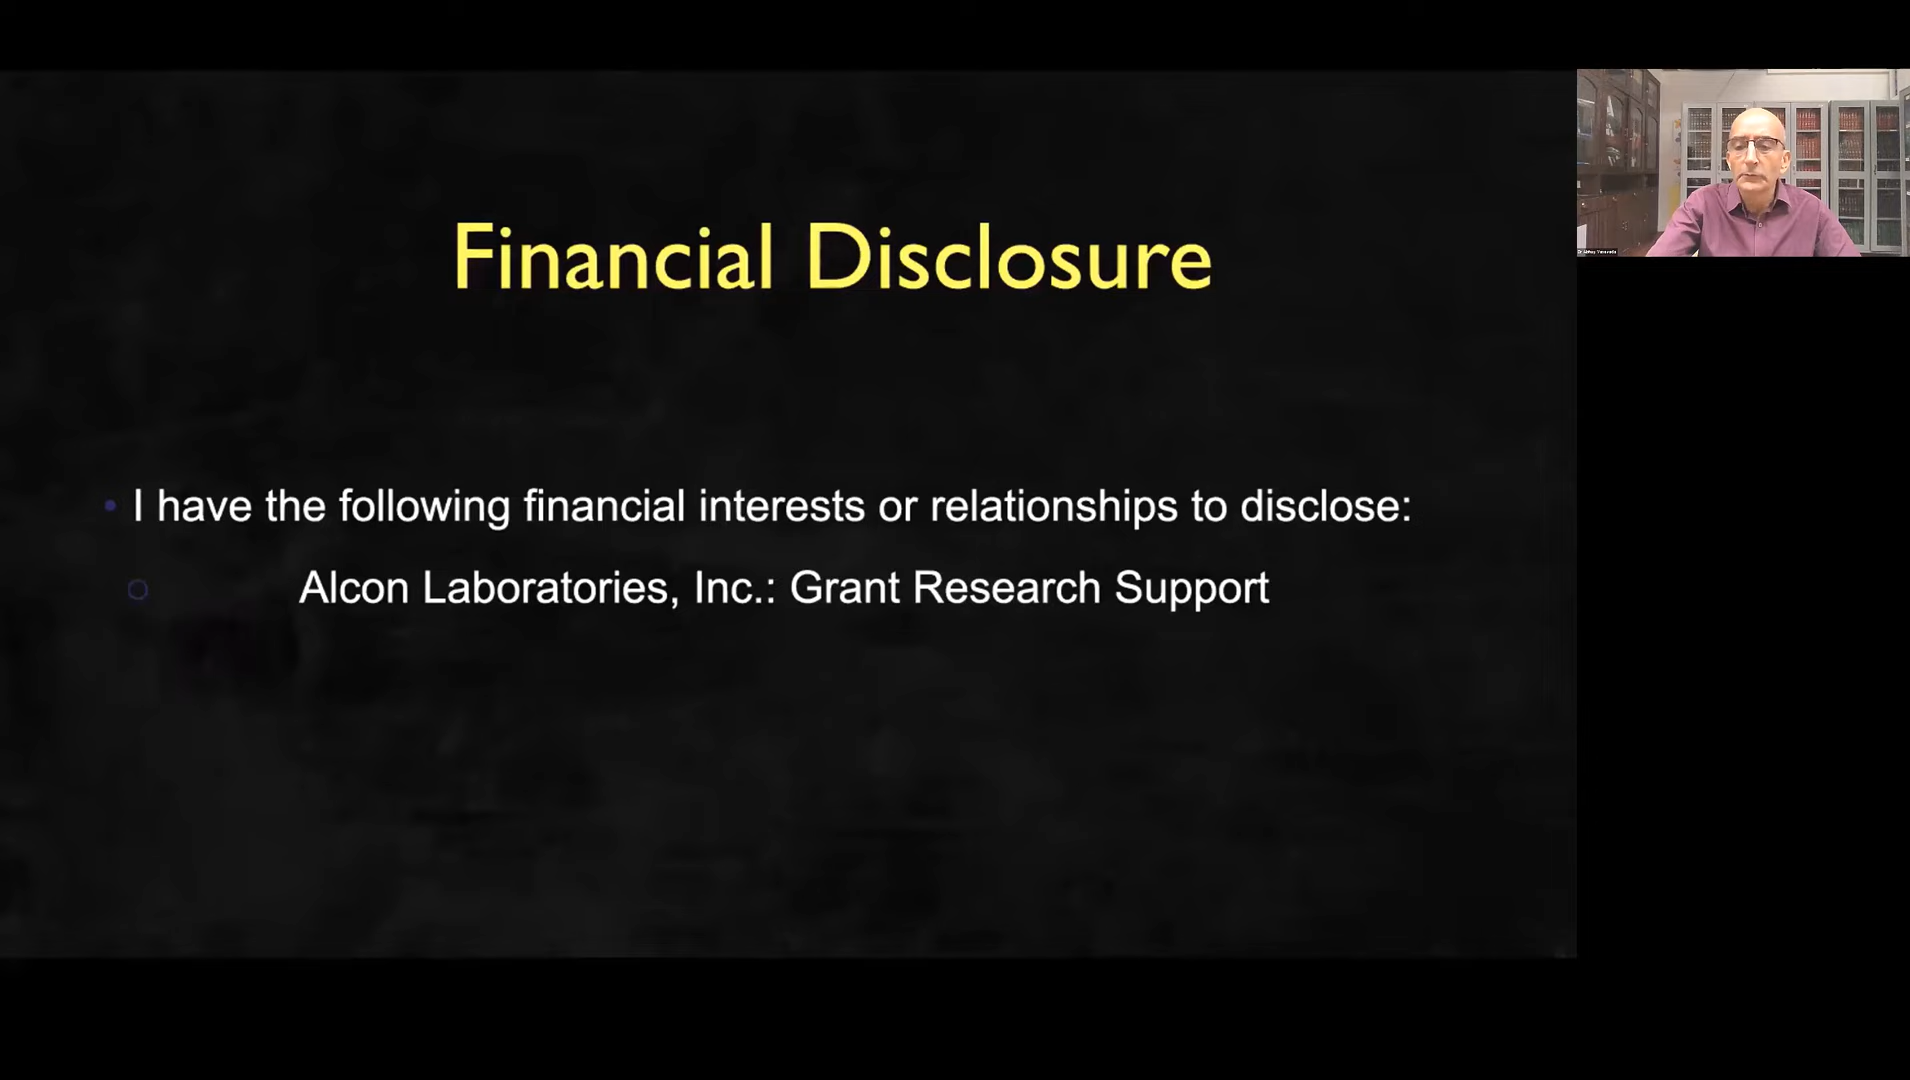 Financial Disclosure
• I have the following financial interests or relationships to disclose:
Alcon Laboratories, Inc.: Grant Research Support